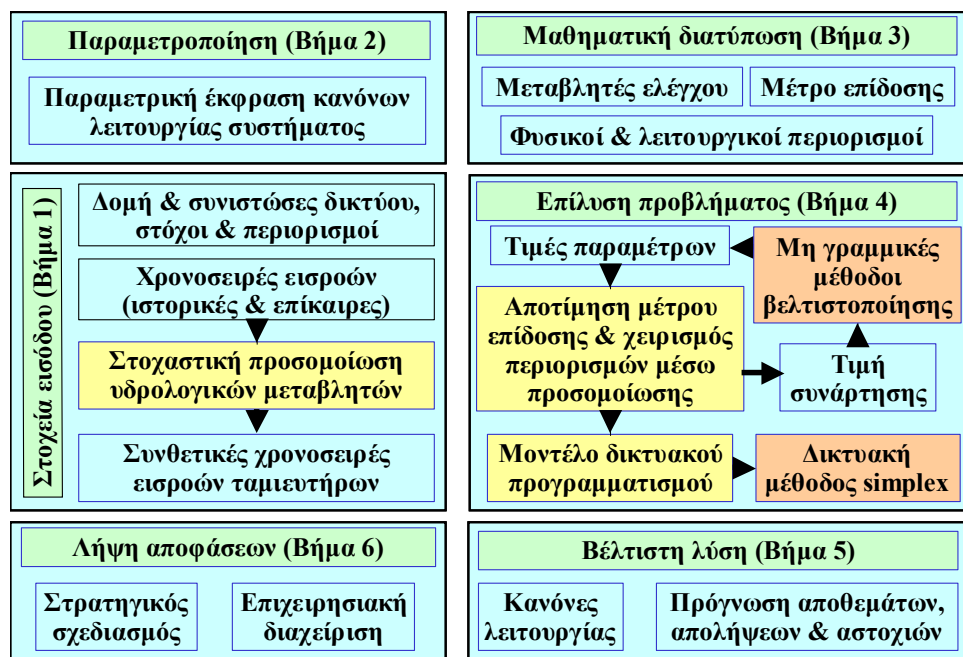 Παραμετροποίηση (Βήμα 2)
Παραμετρική έκφραση κανόνων
λειτουργίας συστήματος
Μαθηματική διατύπωση (Βήμα 3)
Μεταβλητές ελέγχου
Μέτρο επίδοσης
Φυσικοί & λειτουργικοί περιορισμοί
Στοχεία εισόδου (Βήμα 1)
Δομή & συνιστώσες δικτύου,
στόχοι & περιορισμοί
Χρονοσειρές εισροών
(ιστορικές & επίκαιρες)
Στοχαστική προσομοίωση
υδρολογικών μεταβλητών
Συνθετικές χρονοσειρές
εισροών ταμιευτήρων
Επίλυση προβλήματος (Βήμα 4)
Τιμές παραμέτρων
Μη γραμμικές
μέθοδοι
βελτιστοποίησης
Αποτίμηση μέτρου
επίδοσης & χειρισμός
περιορισμών μέσω
προσομοίωσης
Τιμή
συνάρτησης
Μοντέλο δικτυακού
προγραμματισμού
Δικτυακή
μέθοδος simplex
Λήψη αποφάσεων (Βήμα 6)
Στρατηγικός
σχεδιασμός
Επιχειρησιακή
διαχείριση
Βέλτιστη λύση (Βήμα 5)
Κανόνες
λειτουργίας
Πρόγνωση αποθεμάτων,
απολήψεων & αστοχιών